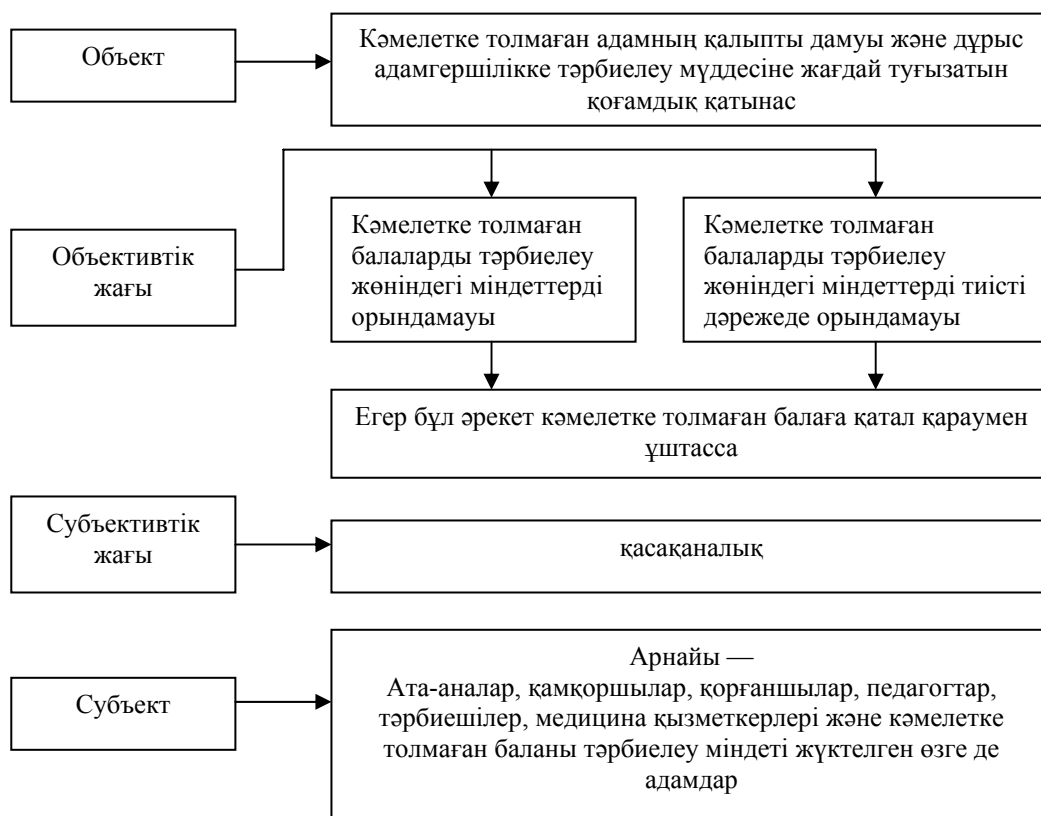 Объект
Кәмелетке толмаған адамның қалыпты дамуы және дұрыс
адамгершілікке тәрбиелеу мүддесіне жағдай туғызатын
қоғамдық қатынас
Объективтік
жағы
Кәмелетке толмаған
балаларды тәрбиелеу
жөніндегі міндеттерді
орындамауы
Кәмелетке толмаған
балаларды тәрбиелеу
жөніндегі міндеттерді тиісті
дәрежеде орындамауы
Егер бұл әрекет кәмелетке толмаған балаға қатал қараумен
ұштасса
Субъективтік
жағы
қасақаналық
Субъект
Арнайы —
Ата-аналар, қамқоршылар, қорғаншылар, педагогтар,
тәрбиешілер, медицина қызметкерлері және кәмелетке
толмаған баланы тәрбиелеу міндеті жүктелген өзге де
адамдар